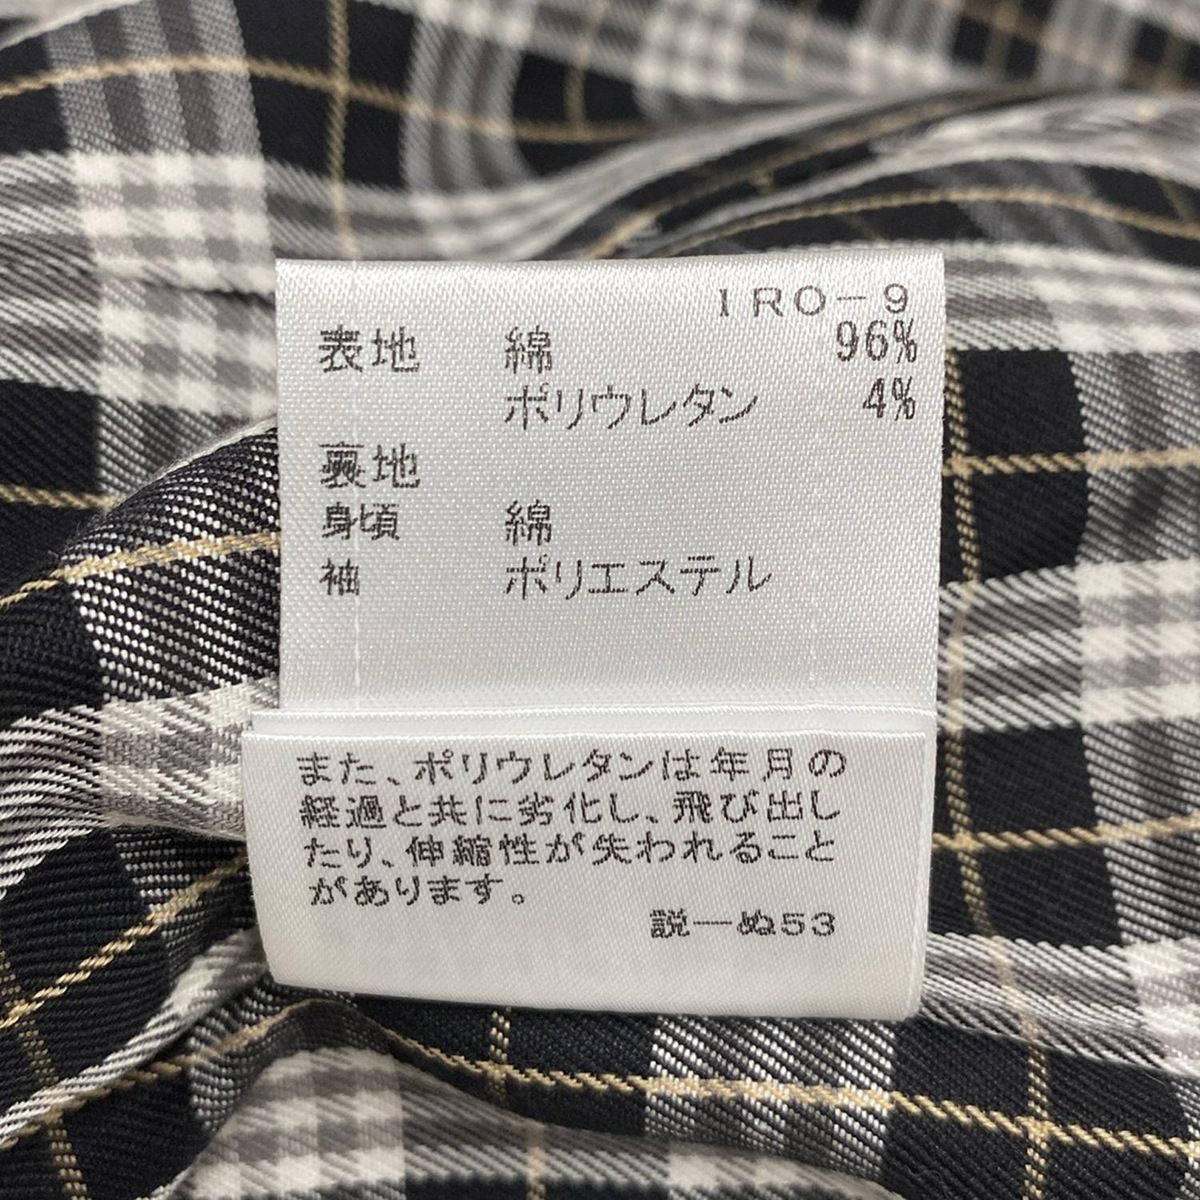 IRO-9
表地 綿 96%
ポリウレタン 4%
裏地
身頃 綿
袖 ポリエステル
また、ポリウレタンは年月の
経過と共に劣化し、飛び出し
たり、伸縮性が失われること
があります。
説ーぬ53